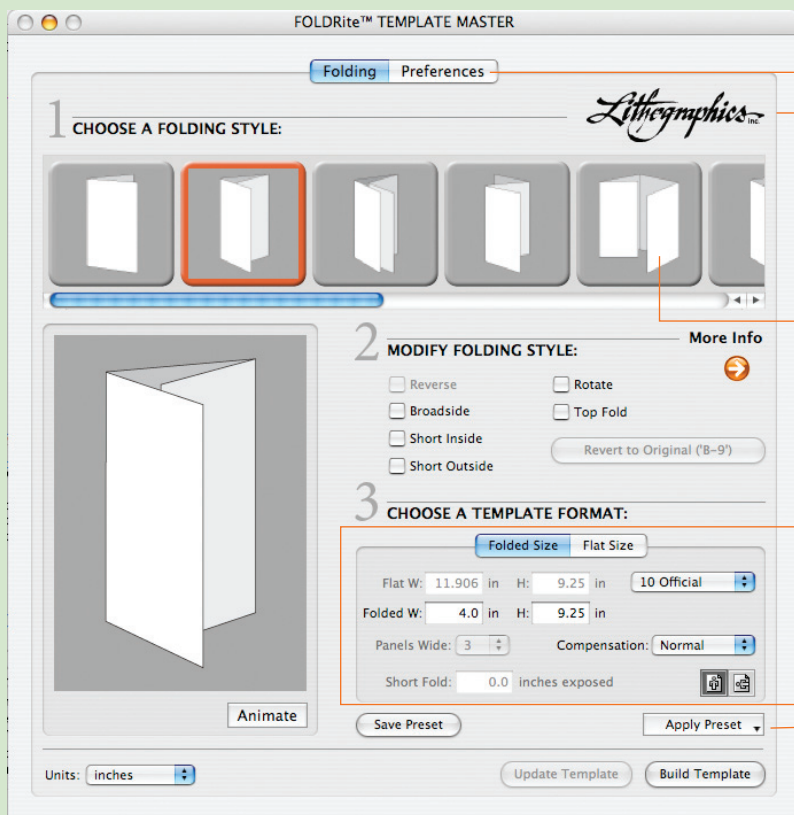 FOLDRite™ TEMPLATE MASTER
Folding Preferences
1 CHOOSE A FOLDING STYLE:
Lithographics Inc.
2 MODIFY FOLDING STYLE:
More Info
Reverse
Rotate
Broadside
Top Fold
Short Inside
Revert to Original ('B-9')
Short Outside
3 CHOOSE A TEMPLATE FORMAT:
Folded Size Flat Size
Flat W: 11.906 in H: 9.25 in 10 Official
Folded W: 4.0 in H: 9.25 in
Panels Wide: 3 Compensation: Normal
Short Fold: 0.0 inches exposed
Animate
Save Preset
Apply Preset
Units: inches
Update Template
Build Template